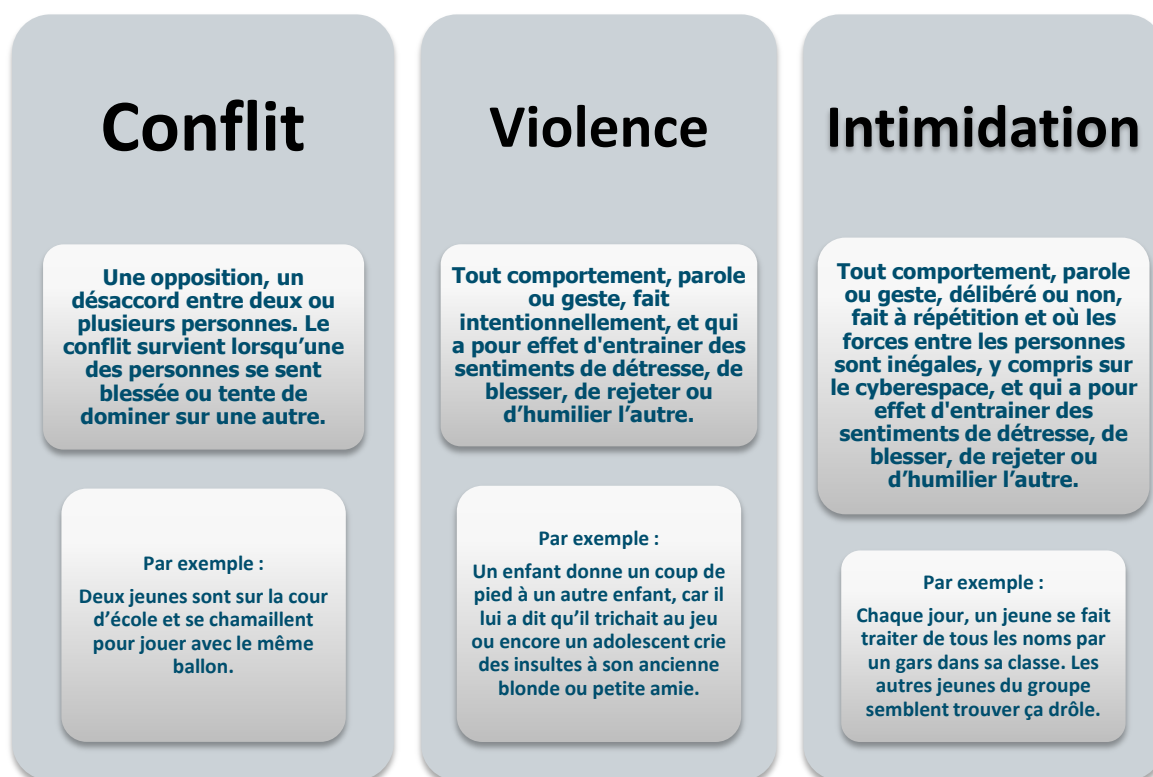 Conflit
Une opposition, un
désaccord entre deux ou
plusieurs personnes. Le
conflit survient lorsqu’une
des personnes se sent
blessée ou tente de
dominer sur une autre.
Par exemple :
Deux jeunes sont sur la cour
d’école et se chamaillent
pour jouer avec le même
ballon.
Violence
Tout comportement, parole
ou geste, fait
intentionnellement, et qui
a pour effet d'entrainer des
sentiments de détresse, de
blesser, de rejeter ou
d’humilier l’autre.
Par exemple :
Un enfant donne un coup de
pied à un autre enfant, car il
lui a dit qu’il trichait au jeu
ou encore un adolescent crie
des insultes à son ancienne
blonde ou petite amie.
Intimidation
Tout comportement, parole
ou geste, délibéré ou non,
fait à répétition et où les
forces entre les personnes
sont inégales, y compris sur
le cyberespace, et qui a pour
effet d'entrainer des
sentiments de détresse, de
blesser, de rejeter ou
d’humilier l’autre.
Par exemple :
Chaque jour, un jeune se fait
traiter de tous les noms par
un gars dans sa classe. Les
autres jeunes du groupe
semblent trouver ça drôle.